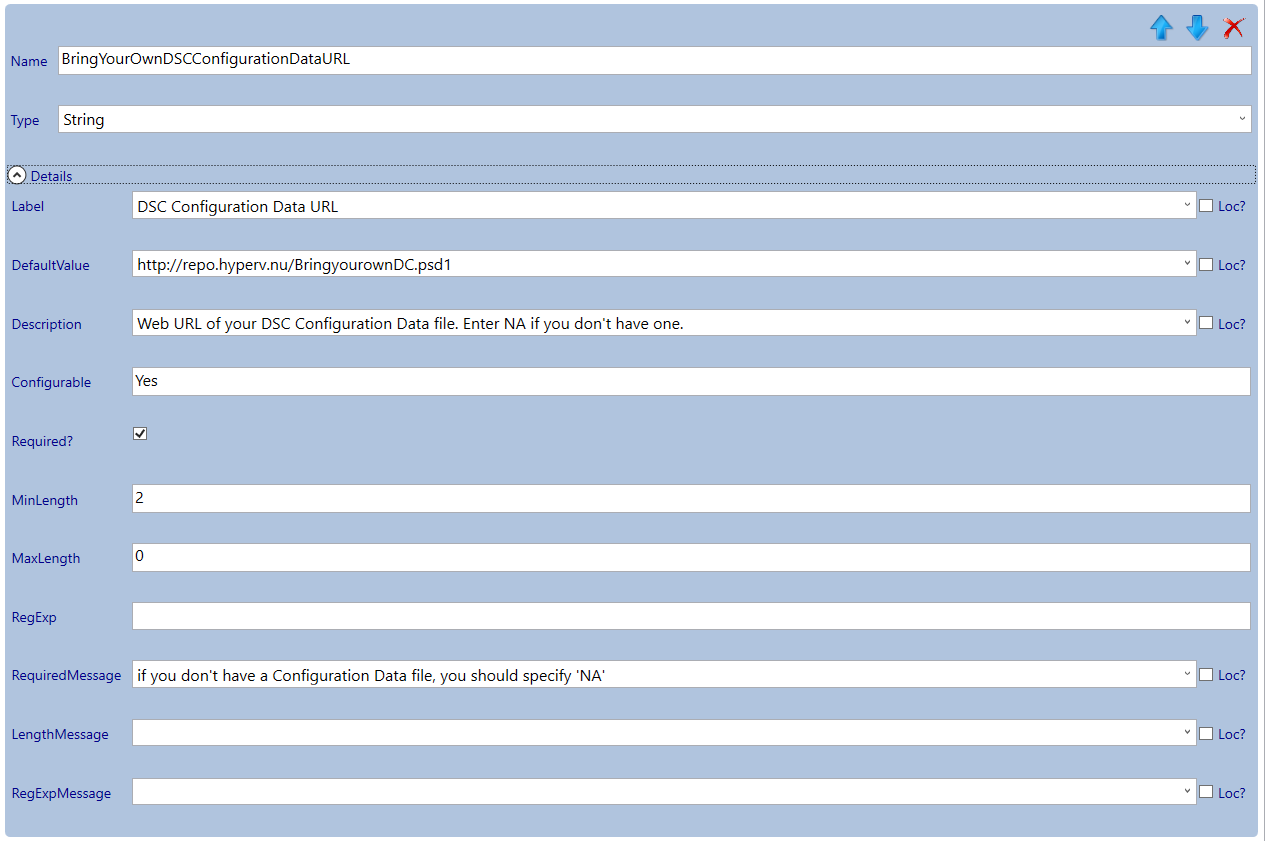 Name BringYourOwnDSCConfigurationDataURL
Type String
Details
Label DSC Configuration Data URL Loc?
DefaultValue http://repo.hyperv.nu/BringyourownDC.psd1 Loc?
Description Web URL of your DSC Configuration Data file. Enter NA if you don't have one. Loc?
Configurable Yes
Required?
MinLength 2
MaxLength 0
RegExp
RequiredMessage if you don't have a Configuration Data file, you should specify 'NA' Loc?
LengthMessage Loc?
RegExpMessage Loc?